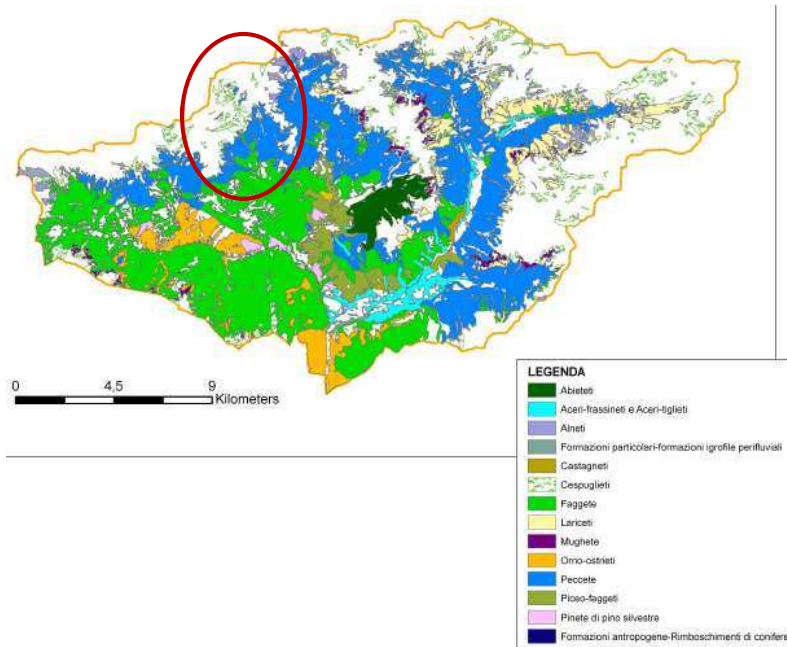 0 4,5 9
Kilometers
LEGENDA
Abieteti
Aceri-frassineti e Aceri-tiglieti
Alneti
Formazioni particolari-formazioni igrofile perifluviali
Castagneti
Cespuglieti
Faggete
Lariceti
Mughete
Orno-ostrieti
Peccete
Piceo-faggeti
Pinete di pino silvestre
Formazioni antropogene-Rimboschimenti di conifere